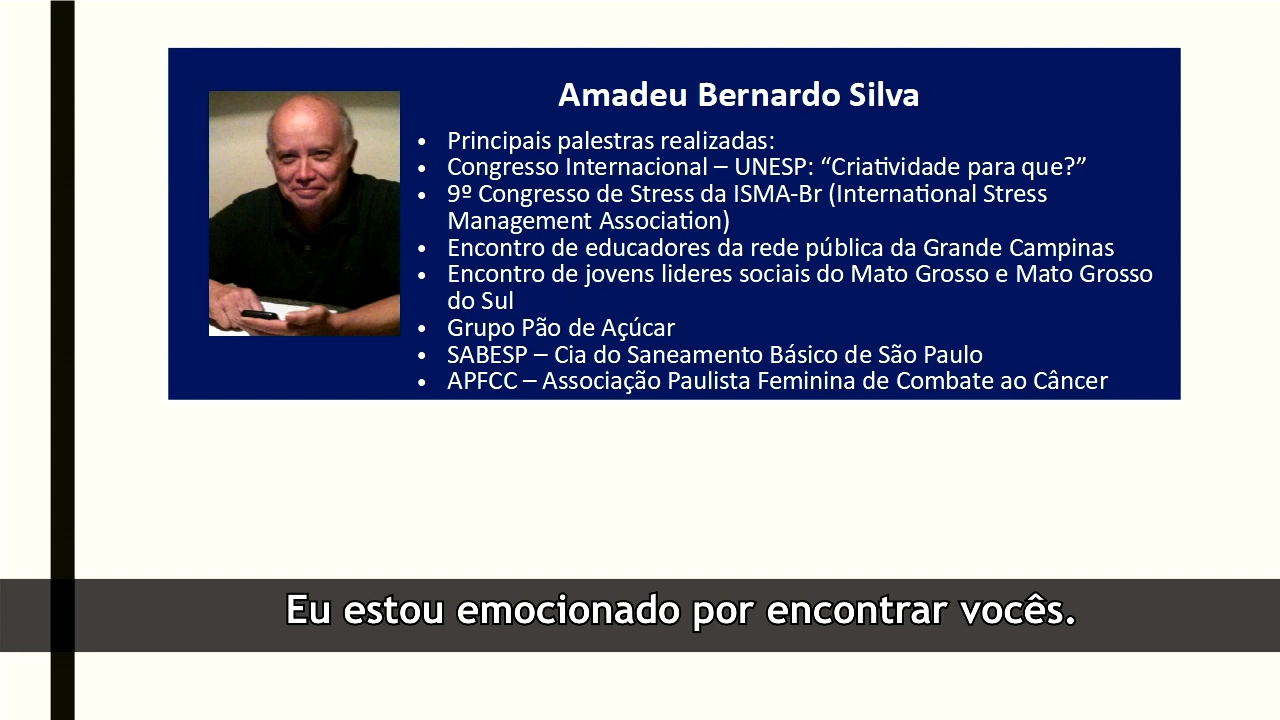 Amadeu Bernardo Silva
• Principais palestras realizadas:
• Congresso Internacional – UNESP: “Criatividade para que?”
• 9º Congresso de Stress da ISMA-Br (International Stress
Management Association)
• Encontro de educadores da rede pública da Grande Campinas
• Encontro de jovens lideres sociais do Mato Grosso e Mato Grosso
do Sul
• Grupo Pão de Açúcar
• SABESP – Cia do Saneamento Básico de São Paulo
• APFCC – Associação Paulista Feminina de Combate ao Câncer
Eu estou emocionado por encontrar vocês.